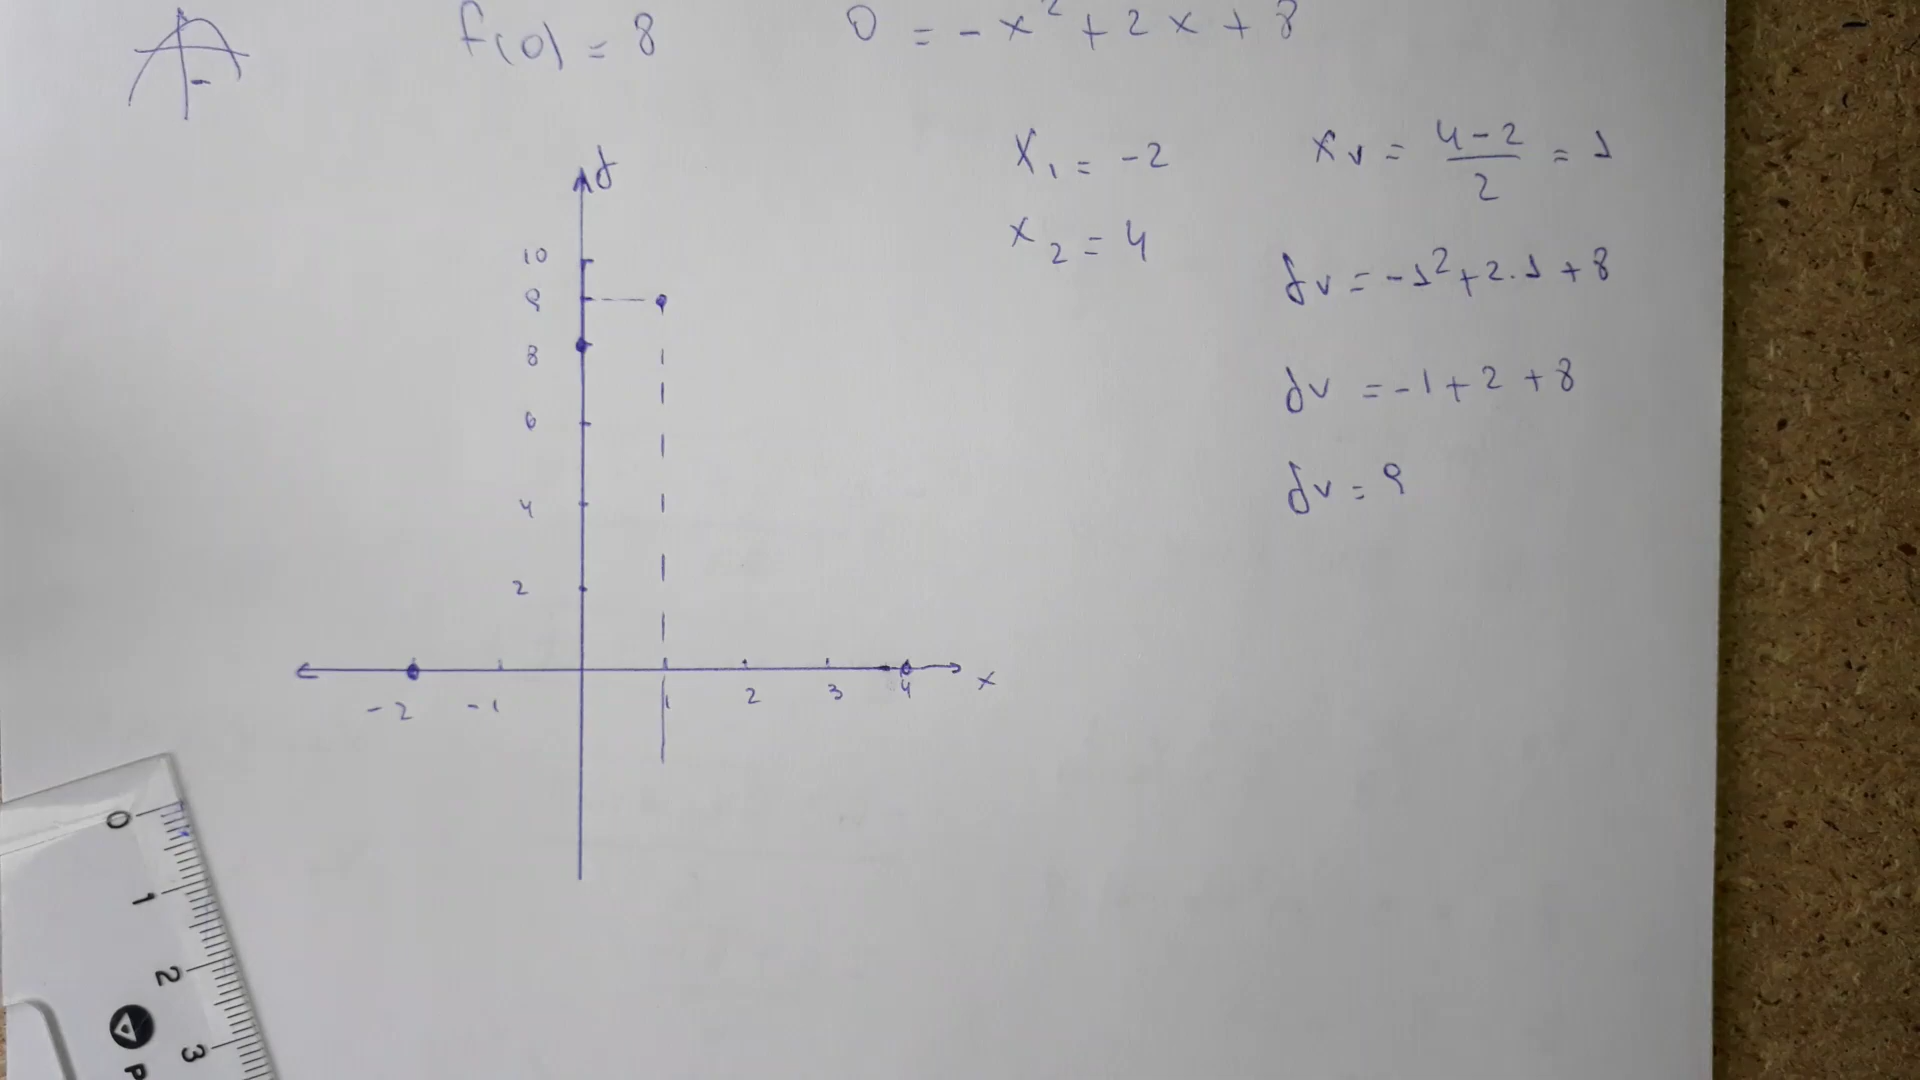 f(0) = 8
0 = -x² + 2x + 8
x₁ = -2
x₂ = 4
xv = (4-2)/2 = 1
yv = -1² + 2.1 + 8
yv = -1 + 2 + 8
yv = 9
y
10
9
8
6
4
2
-2 -1 1 2 3 4 x
0
1
2
3
P